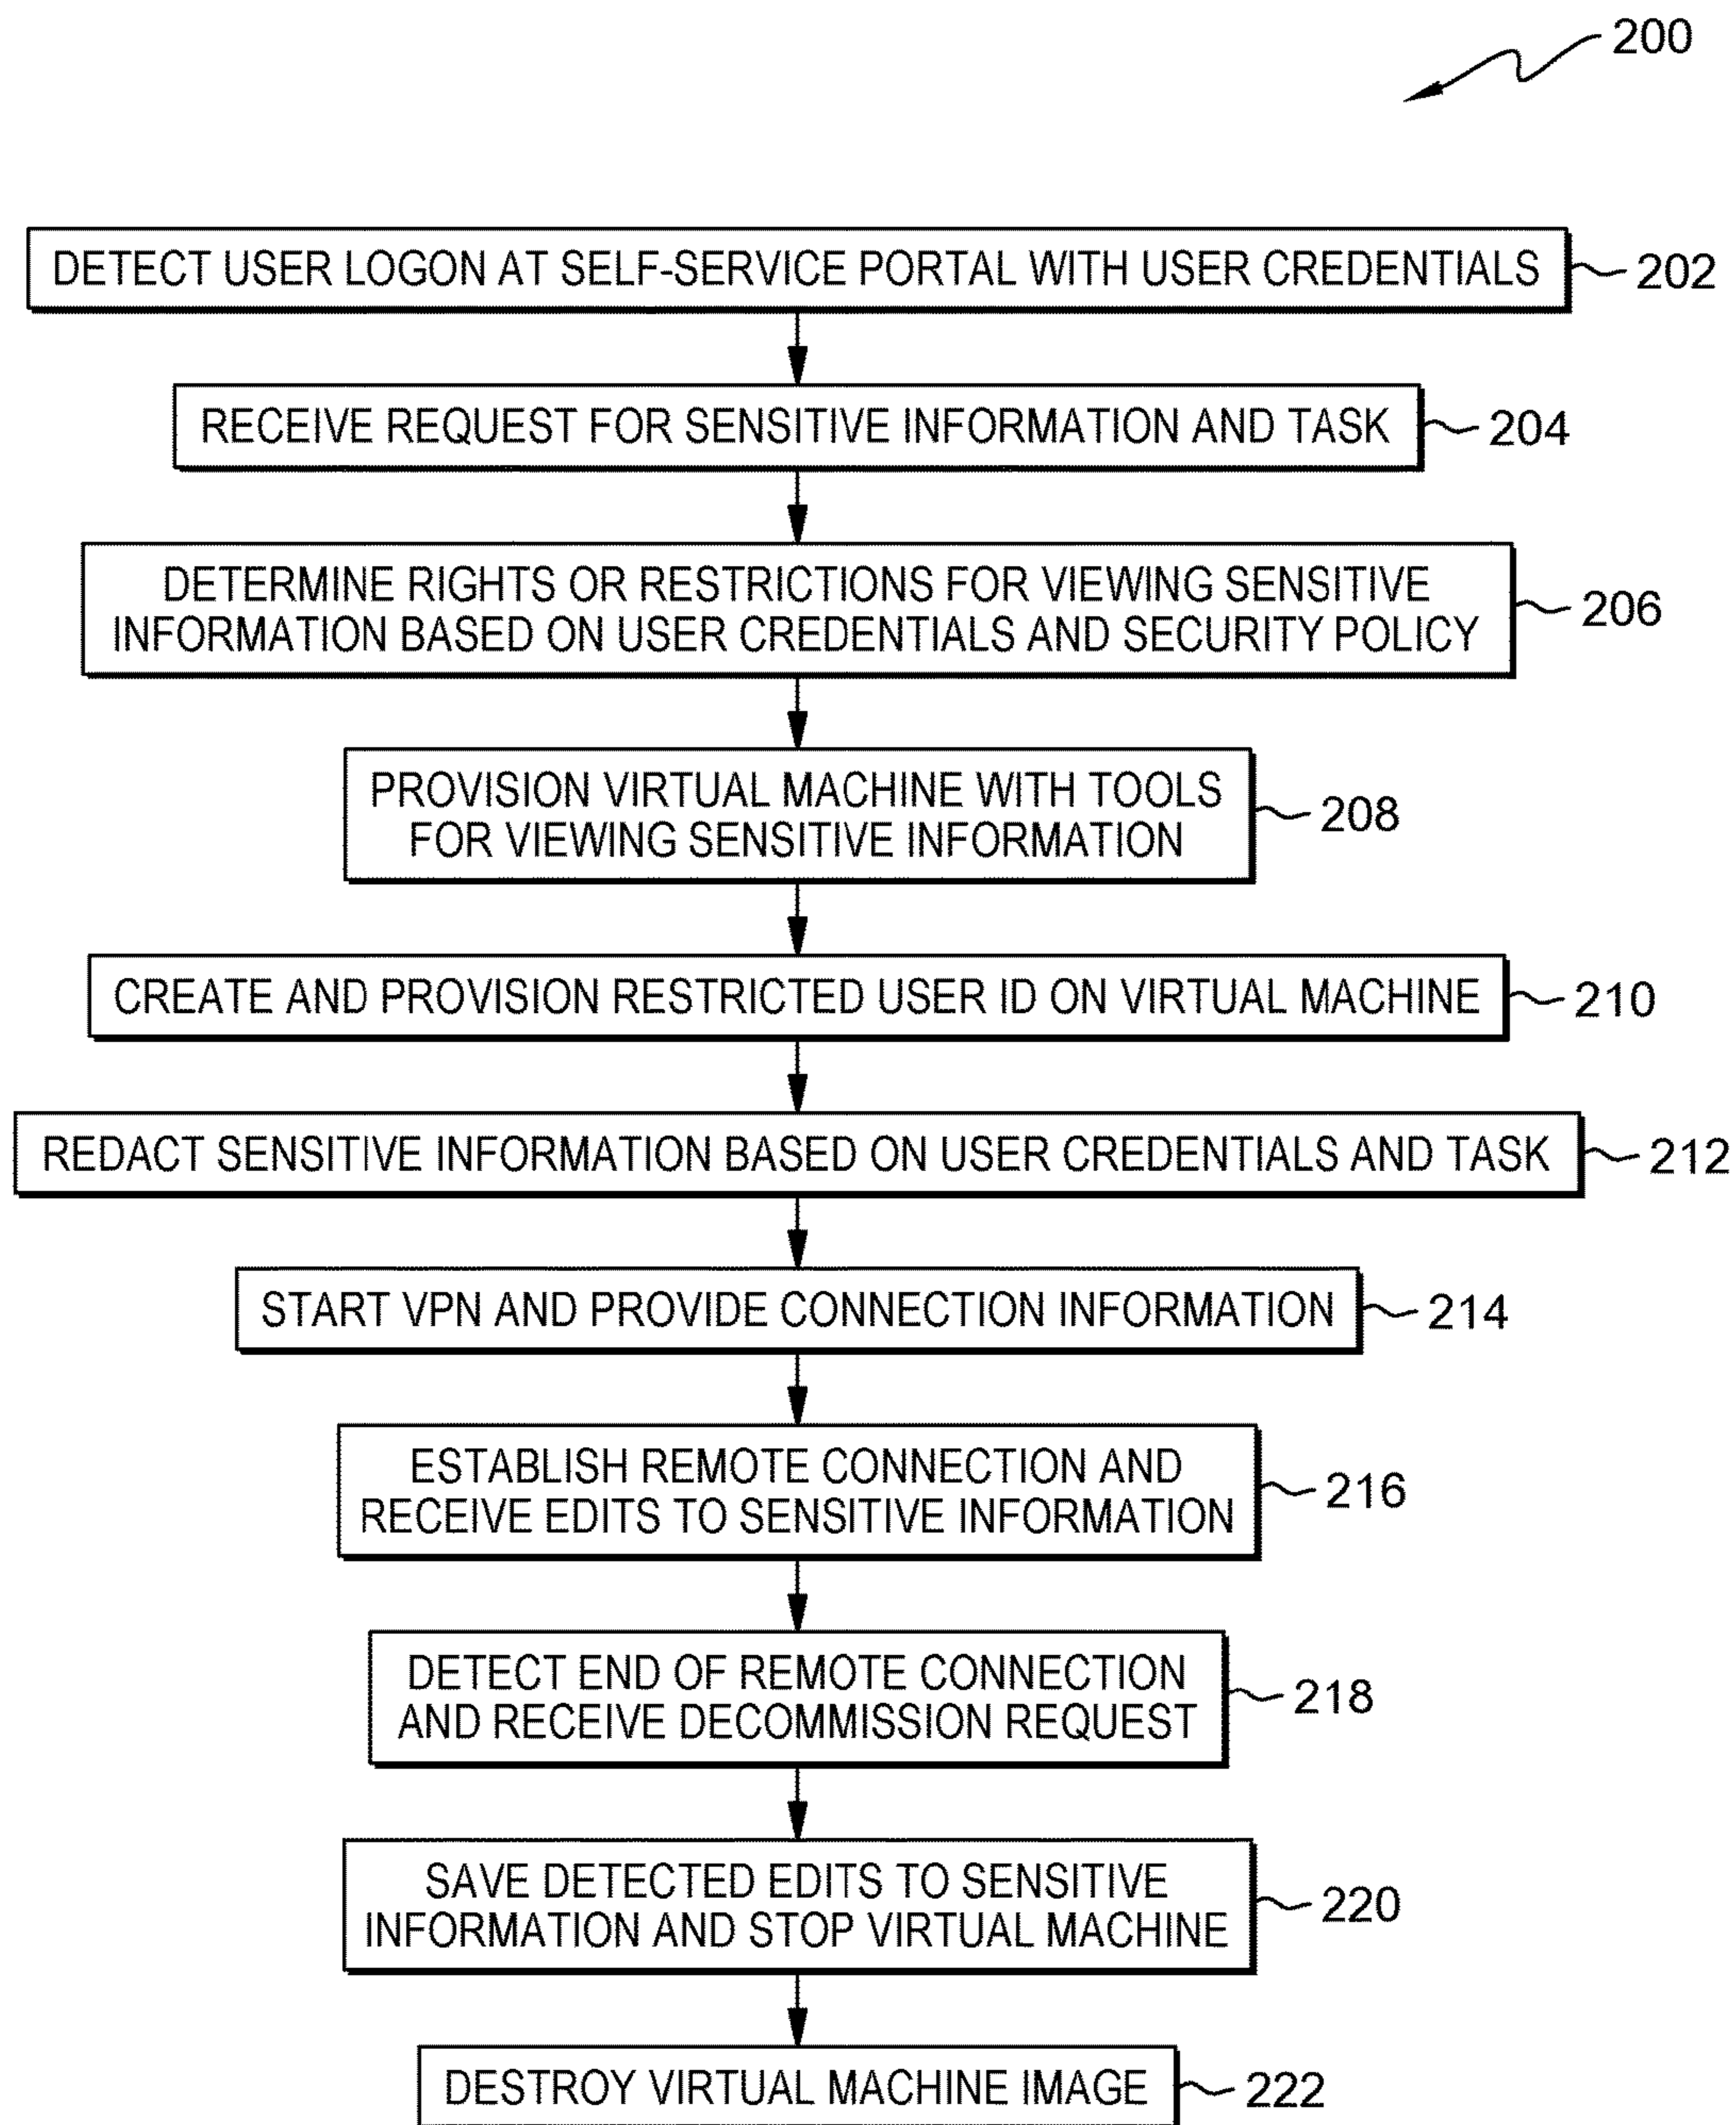 200
DETECT USER LOGON AT SELF-SERVICE PORTAL WITH USER CREDENTIALS
202
RECEIVE REQUEST FOR SENSITIVE INFORMATION AND TASK
204
DETERMINE RIGHTS OR RESTRICTIONS FOR VIEWING SENSITIVE
INFORMATION BASED ON USER CREDENTIALS AND SECURITY POLICY
206
PROVISION VIRTUAL MACHINE WITH TOOLS
FOR VIEWING SENSITIVE INFORMATION
208
CREATE AND PROVISION RESTRICTED USER ID ON VIRTUAL MACHINE
210
REDACT SENSITIVE INFORMATION BASED ON USER CREDENTIALS AND TASK
212
START VPN AND PROVIDE CONNECTION INFORMATION
214
ESTABLISH REMOTE CONNECTION AND
RECEIVE EDITS TO SENSITIVE INFORMATION
216
DETECT END OF REMOTE CONNECTION
AND RECEIVE DECOMMISSION REQUEST
218
SAVE DETECTED EDITS TO SENSITIVE
INFORMATION AND STOP VIRTUAL MACHINE
220
DESTROY VIRTUAL MACHINE IMAGE
222